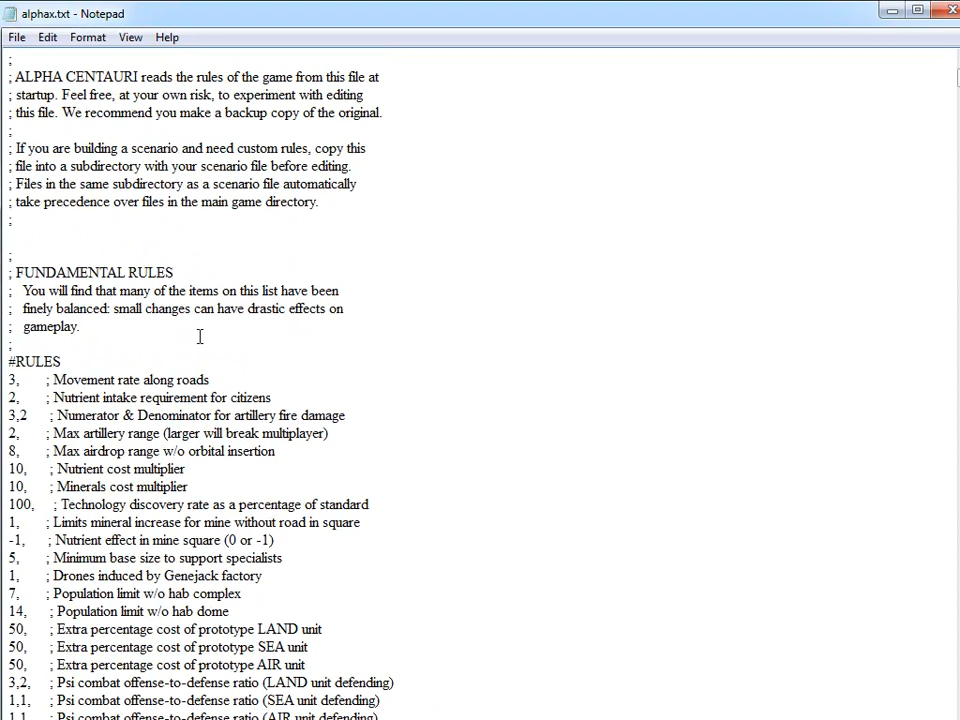 alphax.txt - Notepad
File Edit Format View Help
;
; ALPHA CENTAURI reads the rules of the game from this file at
; startup. Feel free, at your own risk, to experiment with editing
; this file. We recommend you make a backup copy of the original.
;
; If you are building a scenario and need custom rules, copy this
; file into a subdirectory with your scenario file before editing.
; Files in the same subdirectory as a scenario file automatically
; take precedence over files in the main game directory.
;
;
; FUNDAMENTAL RULES
; You will find that many of the items on this list have been
; finely balanced: small changes can have drastic effects on
; gameplay.
;
#RULES
3, ; Movement rate along roads
2, ; Nutrient intake requirement for citizens
3,2 ; Numerator & Denominator for artillery fire damage
2, ; Max artillery range (larger will break multiplayer)
8, ; Max airdrop range w/o orbital insertion
10, ; Nutrient cost multiplier
10, ; Minerals cost multiplier
100, ; Technology discovery rate as a percentage of standard
1, ; Limits mineral increase for mine without road in square
-1, ; Nutrient effect in mine square (0 or -1)
5, ; Minimum base size to support specialists
1, ; Drones induced by Genejack factory
7, ; Population limit w/o hab complex
14, ; Population limit w/o hab dome
50, ; Extra percentage cost of prototype LAND unit
50, ; Extra percentage cost of prototype SEA unit
50, ; Extra percentage cost of prototype AIR unit
3,2, ; Psi combat offense-to-defense ratio (LAND unit defending)
1,1, ; Psi combat offense-to-defense ratio (SEA unit defending)
1,1, ; Psi combat offense-to-defense ratio (AIR unit defending)